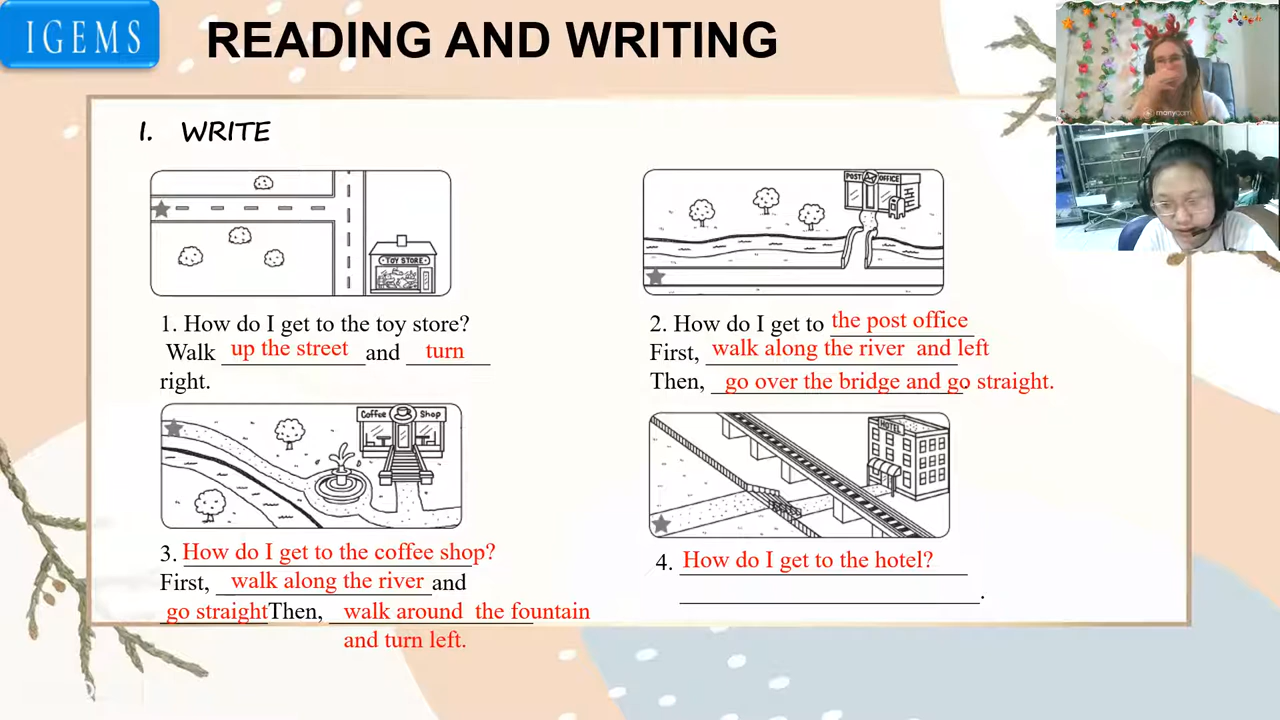 IGEMS
READING AND WRITING
I. WRITE
TOY STORE
POST OFFICE
1. How do I get to the toy store?
Walk up the street and turn
right.
2. How do I get to the post office
First, walk along the river and left
Then, go over the bridge and go straight.
Coffee Shop
HOTEL
3. How do I get to the coffee shop?
First, walk along the river and
go straight Then, walk around the fountain
and turn left.
4. How do I get to the hotel?
.
manycam